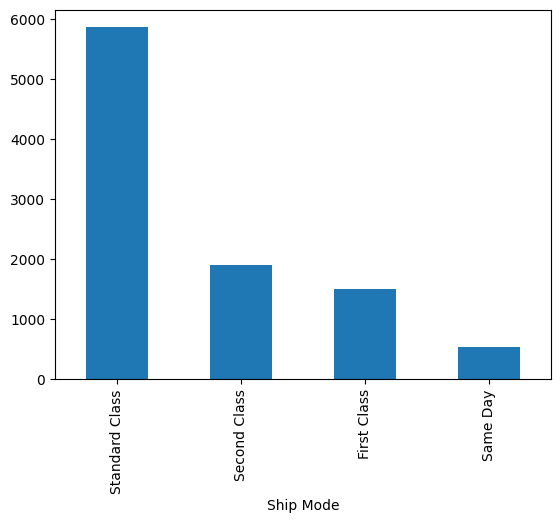 6000
5000
4000
3000
2000
1000
0
Standard Class
Second Class
First Class
Same Day
Ship Mode